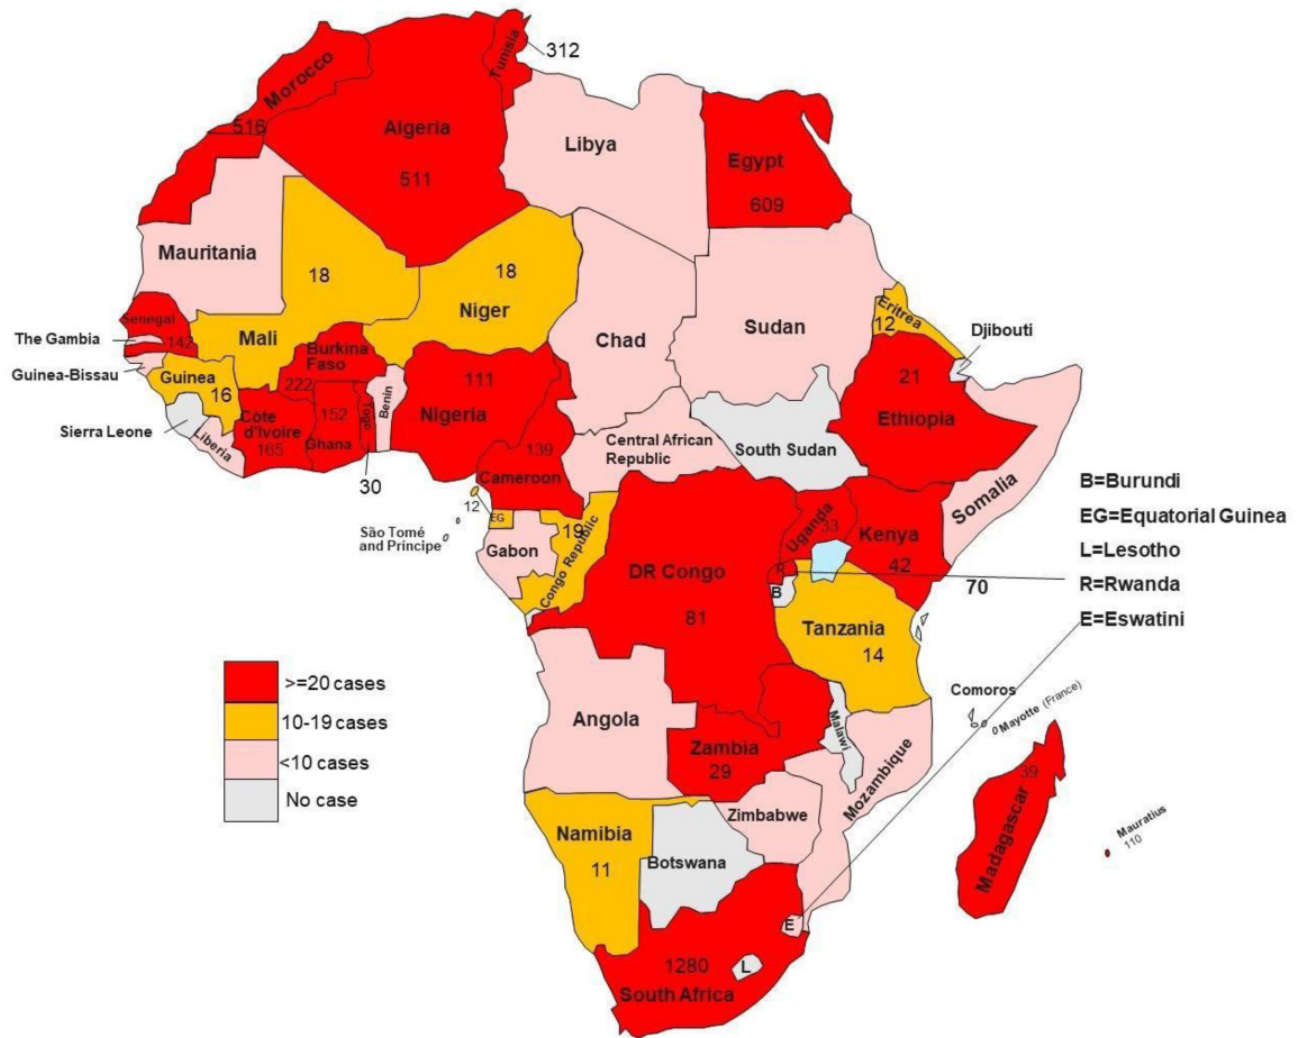 312
Tunisia
Morocco
516
Algeria
511
Libya
Egypt
609
Mauritania
18
Mali
18
Niger
Chad
Sudan
Eritrea
12
Djibouti
Senegal
142
The Gambia
Guinea-Bissau
Guinea
16
Sierra Leone
Liberia
Burkina
Faso
222
Côte
d'Ivoire
165
152
Ghana
Togo
30
Benin
111
Nigeria
139
Cameroon
Central African
Republic
South Sudan
21
Ethiopia
Somalia
12
EG
São Tomé
and Príncipe
Gabon
19
Congo Republic
DR Congo
81
Uganda
33
Kenya
42
R
B
70
Tanzania
14
B=Burundi
EG=Equatorial Guinea
L=Lesotho
R=Rwanda
E=Eswatini
>=20 cases
10-19 cases
<10 cases
No case
Angola
Zambia
29
Malawi
Mozambique
Comoros
Mayotte (France)
39
Madagascar
Mauratius
110
Namibia
11
Botswana
Zimbabwe
E
L
1280
South Africa